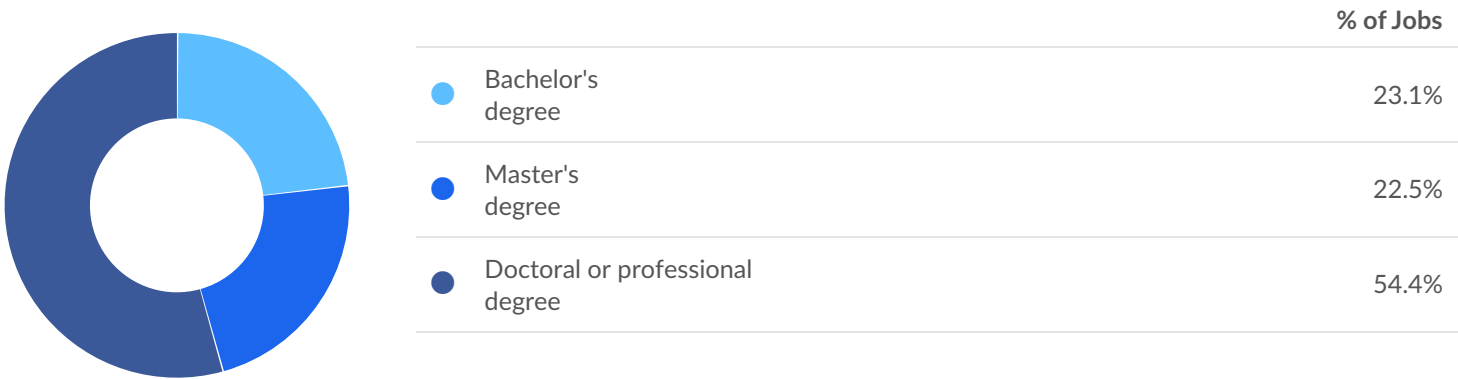 % of Jobs
Bachelor's
degree
23.1%
Master's
degree
22.5%
Doctoral or professional
degree
54.4%